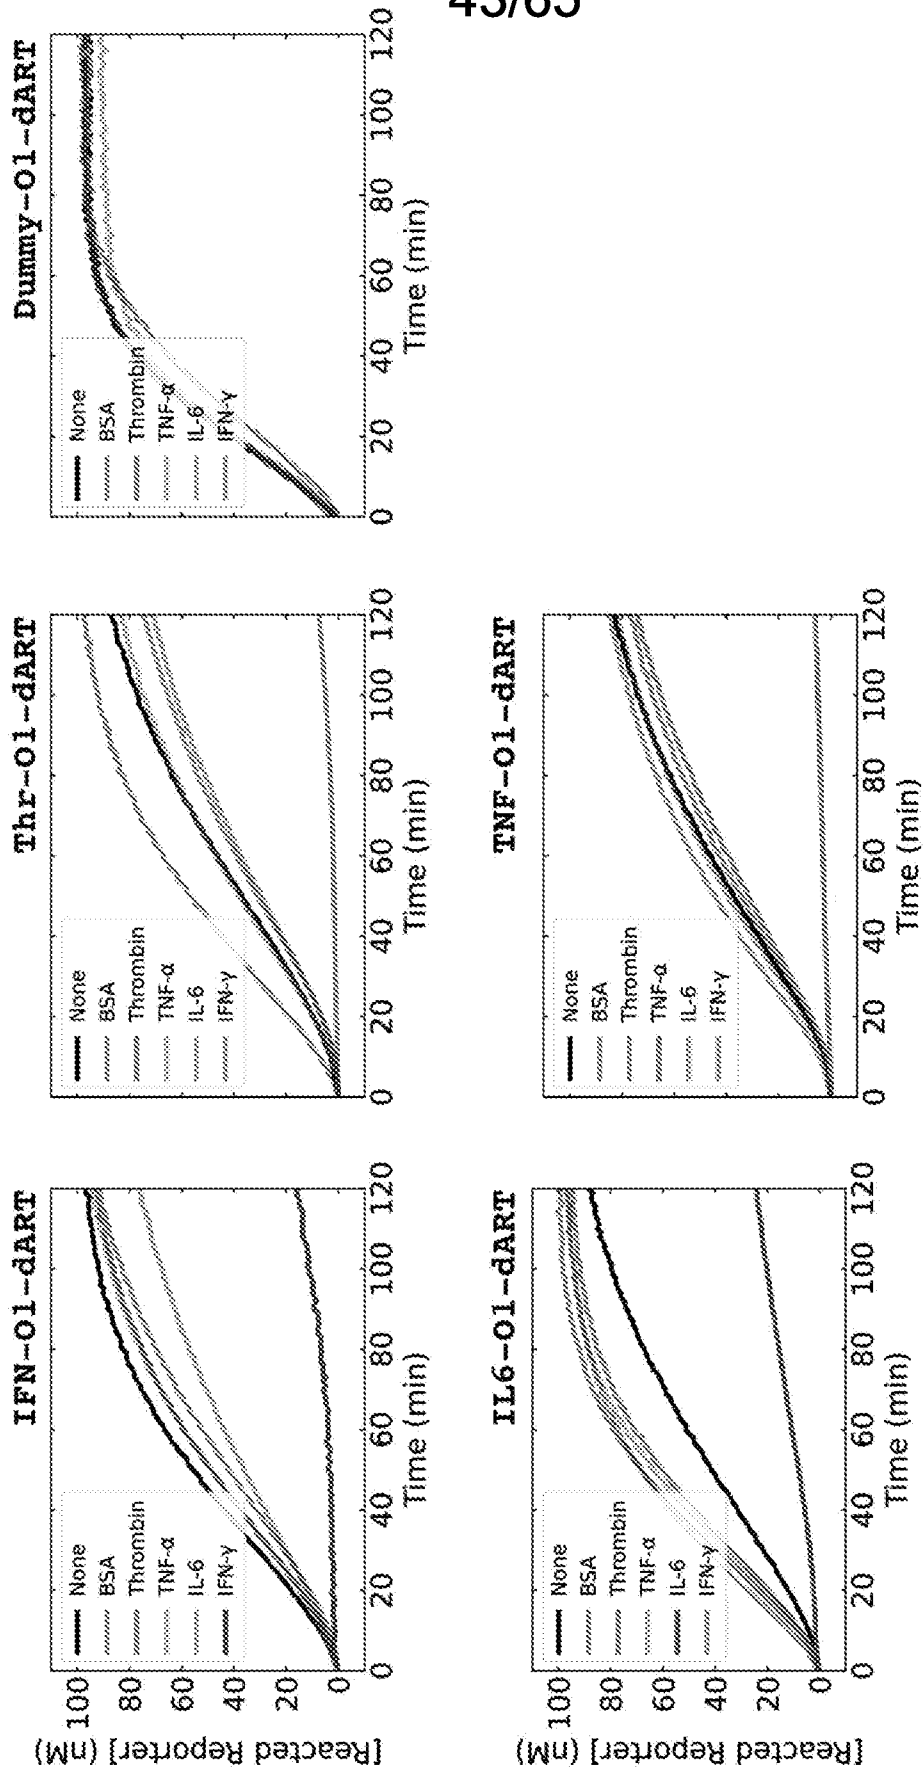 43/65
IFN-O1-dART
[Reacted Reporter] (nM)
100
80
60
40
20
0
None
BSA
Thrombin
TNF-α
IL-6
IFN-γ
0 20 40 60 80 100 120
Time (min)
Thr-O1-dART
None
BSA
Thrombin
TNF-α
IL-6
IFN-γ
0 20 40 60 80 100 120
Time (min)
Dummy-O1-dART
None
BSA
Thrombin
TNF-α
IL-6
IFN-γ
0 20 40 60 80 100 120
Time (min)
IL6-O1-dART
[Reacted Reporter] (nM)
100
80
60
40
20
0
None
BSA
Thrombin
TNF-α
IL-6
IFN-γ
0 20 40 60 80 100 120
Time (min)
TNF-O1-dART
None
BSA
Thrombin
TNF-α
IL-6
IFN-γ
0 20 40 60 80 100 120
Time (min)